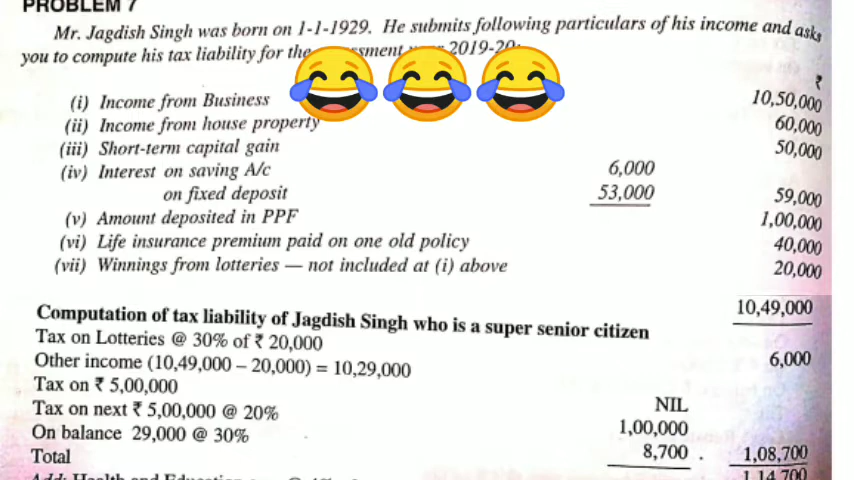 PROBLEM 7
Mr. Jagdish Singh was born on 1-1-1929. He submits following particulars of his income and asks
you to compute his tax liability for the 2019-20:
₹
(i) Income from Business 10,50,000
(ii) Income from house property 60,000
(iii) Short-term capital gain 50,000
(iv) Interest on saving A/c 6,000
on fixed deposit 53,000 59,000
(v) Amount deposited in PPF 1,00,000
(vi) Life insurance premium paid on one old policy 40,000
(vii) Winnings from lotteries — not included at (i) above 20,000
10,49,000
Computation of tax liability of Jagdish Singh who is a super senior citizen
Tax on Lotteries @ 30% of ₹ 20,000 6,000
Other income (10,49,000 – 20,000) = 10,29,000
Tax on ₹ 5,00,000 NIL
Tax on next ₹ 5,00,000 @ 20% 1,00,000
On balance 29,000 @ 30% 8,700 . 1,08,700
Total 1,14,700